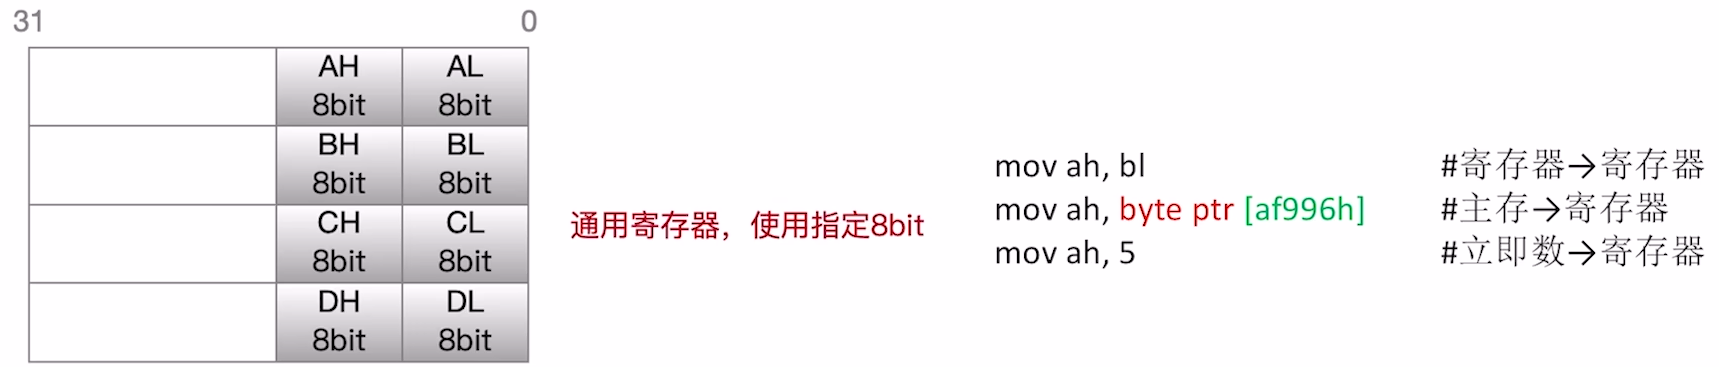 31 0
AH AL
8bit 8bit
BH BL
8bit 8bit
CH CL
8bit 8bit
DH DL
8bit 8bit
通用寄存器，使用指定8bit
mov ah, bl #寄存器→寄存器
mov ah, byte ptr [af996h] #主存→寄存器
mov ah, 5 #立即数→寄存器